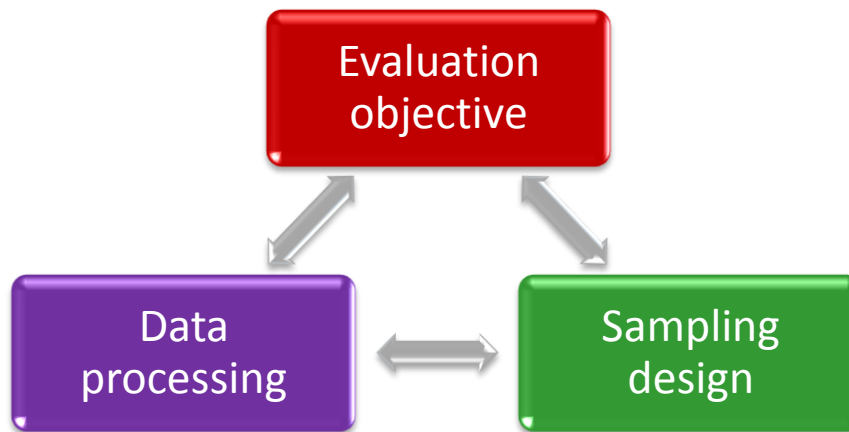 Evaluation
objective
Data
processing
Sampling
design